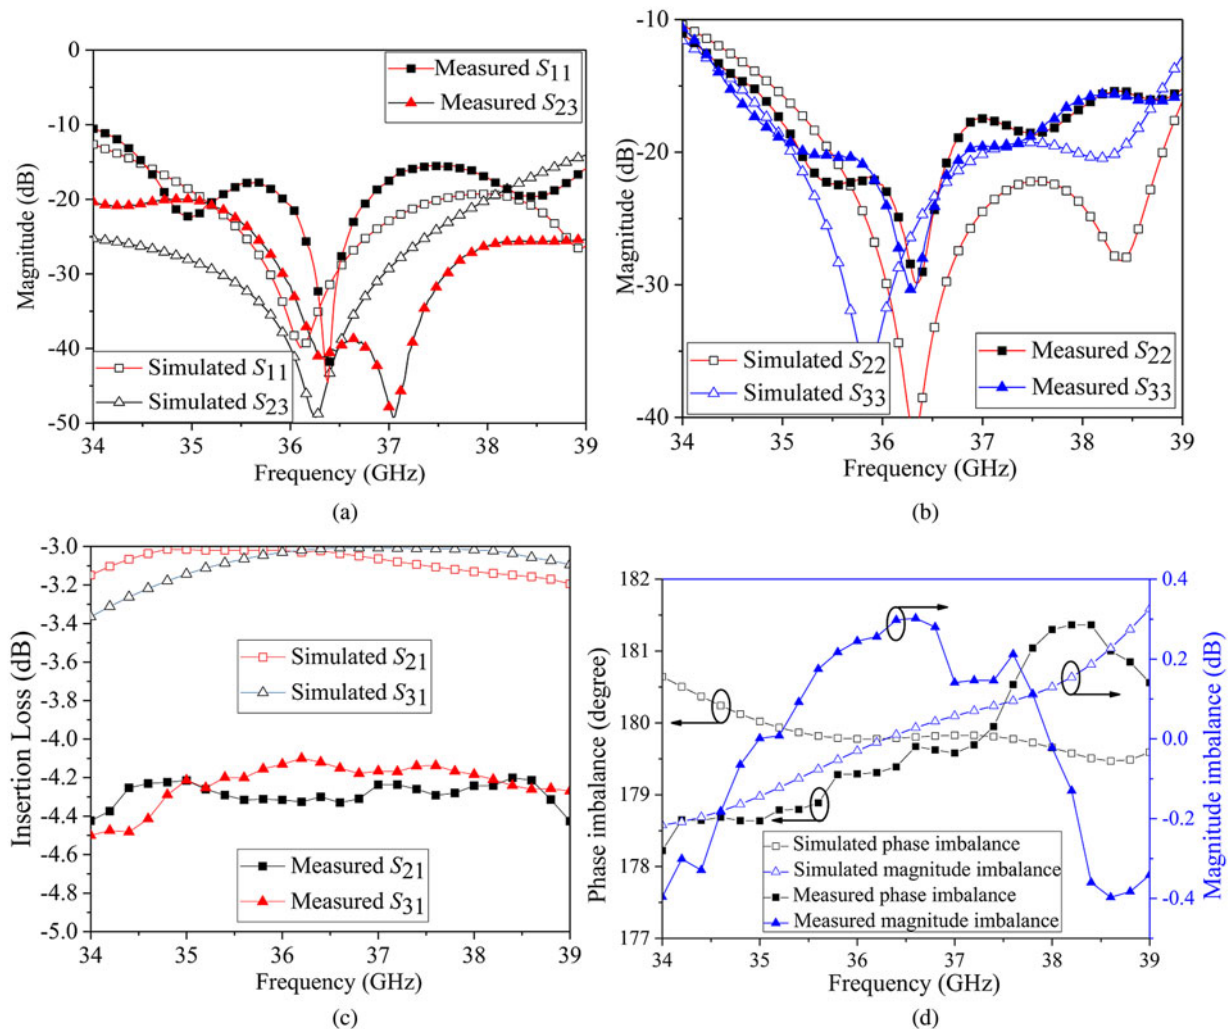 0
-10
-20
-30
-40
-50
Magnitude (dB)
Measured S11
Measured S23
Simulated S11
Simulated S23
34 35 36 37 38 39
Frequency (GHz)
(a)
-10
-20
-30
-40
Magnitude (dB)
Simulated S22
Simulated S33
Measured S22
Measured S33
34 35 36 37 38 39
Frequency (GHz)
(b)
-3.0
-3.2
-3.4
-3.6
-3.8
-4.0
-4.2
-4.4
-4.6
-4.8
-5.0
Insertion Loss (dB)
Simulated S21
Simulated S31
Measured S21
Measured S31
34 35 36 37 38 39
Frequency (GHz)
(c)
182
181
180
179
178
177
Phase imbalance (degree)
0.4
0.2
0.0
-0.2
-0.4
Magnitude imbalance (dB)
Simulated phase imbalance
Simulated magnitude imbalance
Measured phase imbalance
Measured magnitude imbalance
34 35 36 37 38 39
Frequency (GHz)
(d)